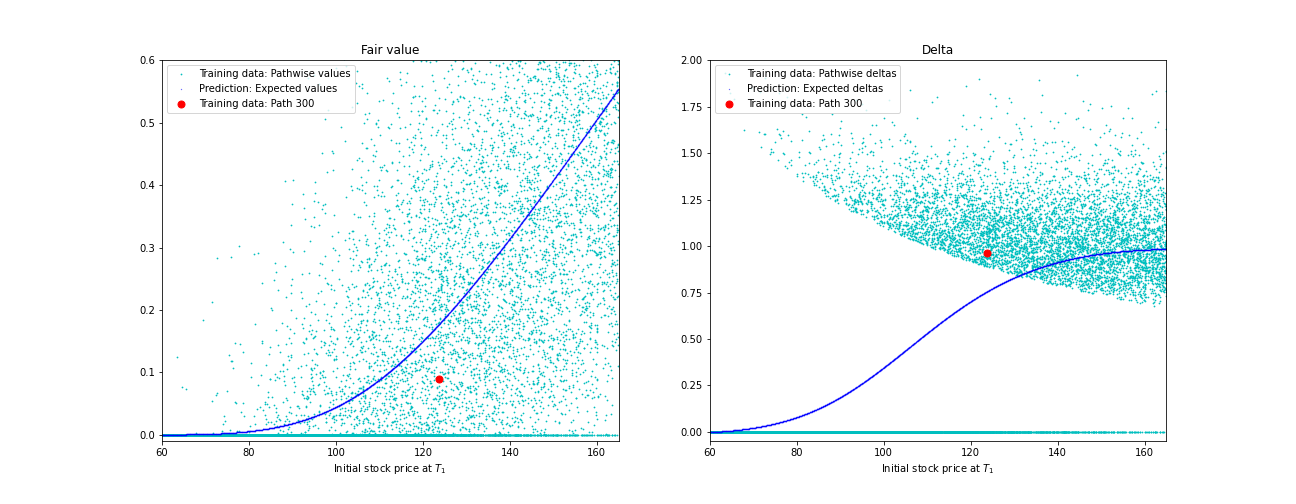 Fair value
Training data: Pathwise values
Prediction: Expected values
Training data: Path 300
0.6
0.5
0.4
0.3
0.2
0.1
0.0
60 80 100 120 140 160
Initial stock price at T1
Delta
Training data: Pathwise deltas
Prediction: Expected deltas
Training data: Path 300
2.00
1.75
1.50
1.25
1.00
0.75
0.50
0.25
0.00
60 80 100 120 140 160
Initial stock price at T1